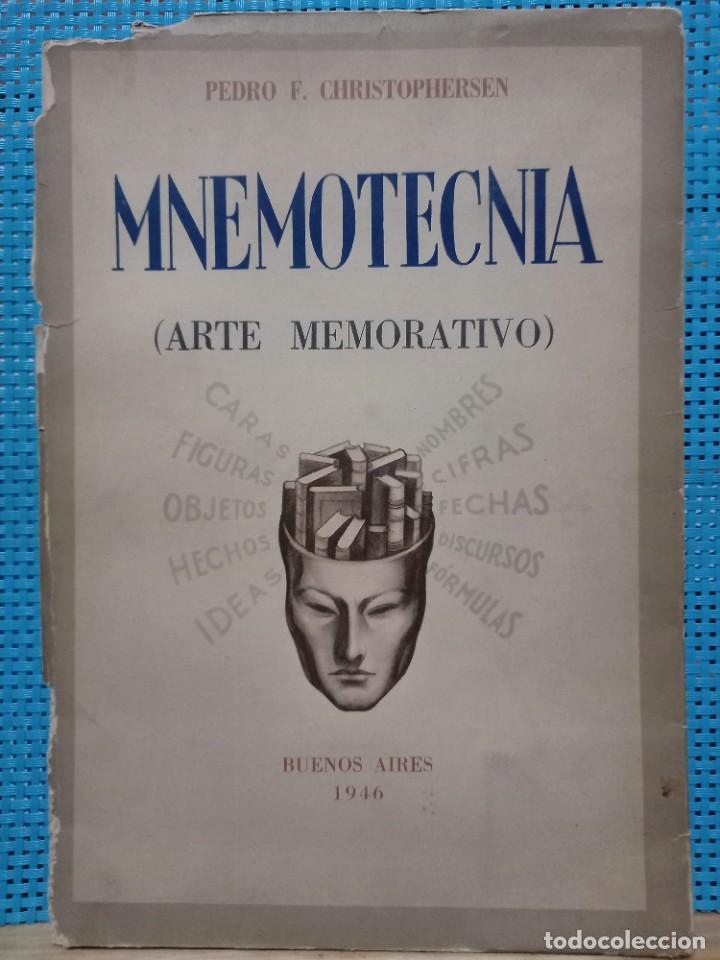 PEDRO F. CHRISTOPHERSEN
MNEMOTECNIA
(ARTE MEMORATIVO)
CARAS
FIGURAS
OBJETOS
HECHOS
IDEAS
NOMBRES
CIFRAS
FECHAS
DISCURSOS
FÓRMULAS
BUENOS AIRES
1946
todocoleccion